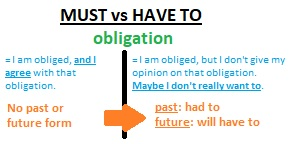 MUST vs HAVE TO
obligation
= I am obliged, and I
agree with that
obligation.
= I am obliged, but I don't give my
opinion on that obligation.
Maybe I don't really want to.
No past or
future form
past: had to
future: will have to